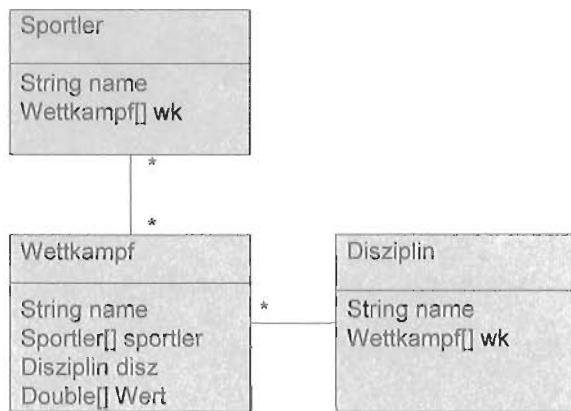 Sportler
String name
Wettkampf[] wk
*
*
Wettkampf
String name
Sportler[] sportler
Disziplin disz
Double[] Wert
*
Disziplin
String name
Wettkampf[] wk